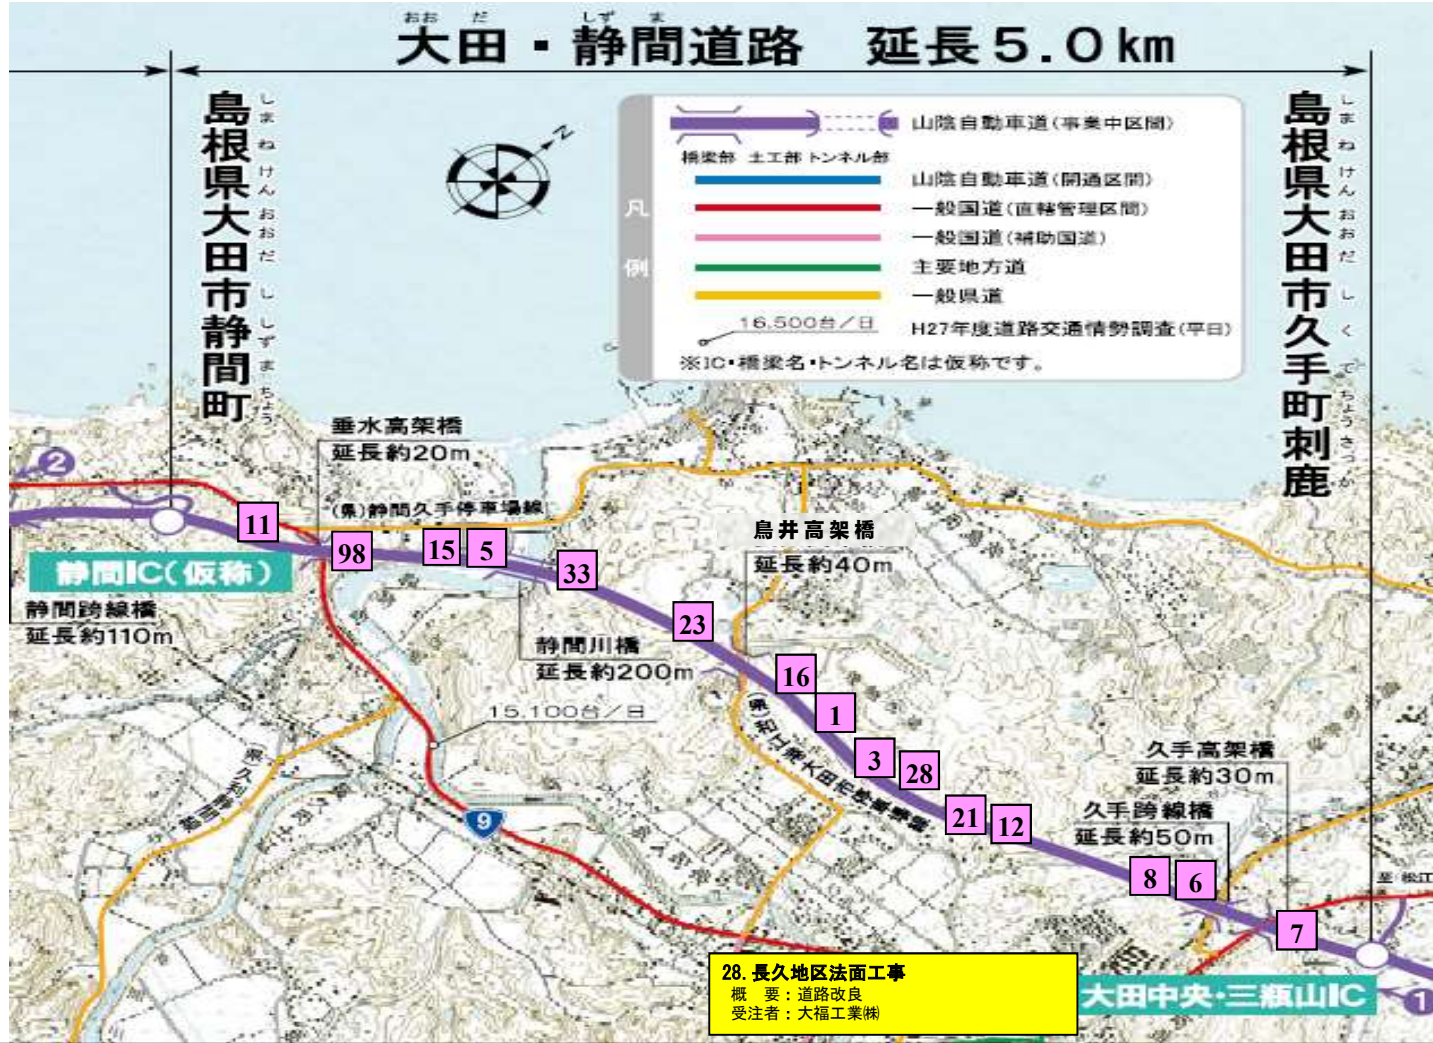 おお だ しず ま
大田・静間道路 延長5.0km
島根県大田市静間町
しまねけんおおだ し しずまちょう
島根県大田市久手町刺鹿
しまねけんおおだ し く てちょうさつか
N
凡例
山陰自動車道(事業中区間)
橋梁部 土工部 トンネル部
山陰自動車道(開通区間)
一般国道(直轄管理区間)
一般国道(補助国道)
主要地方道
一般県道
16,500台/日 H27年度道路交通情勢調査(平日)
※IC・橋梁名・トンネル名は仮称です。
垂水高架橋
延長約20m
2
(県)静間久手停車場線
11
98
15
5
33
鳥井高架橋
延長約40m
静間IC(仮称)
静間跨線橋
延長約110m
23
静間川橋
延長約200m
16
1
15,100台/日
3
28
久手高架橋
延長約30m
久手跨線橋
延長約50m
(県)久利静間線
9
21
12
8
6
至 松江
7
28. 長久地区法面工事
概 要:道路改良
受注者:大福工業㈱
大田中央・三瓶山IC
1